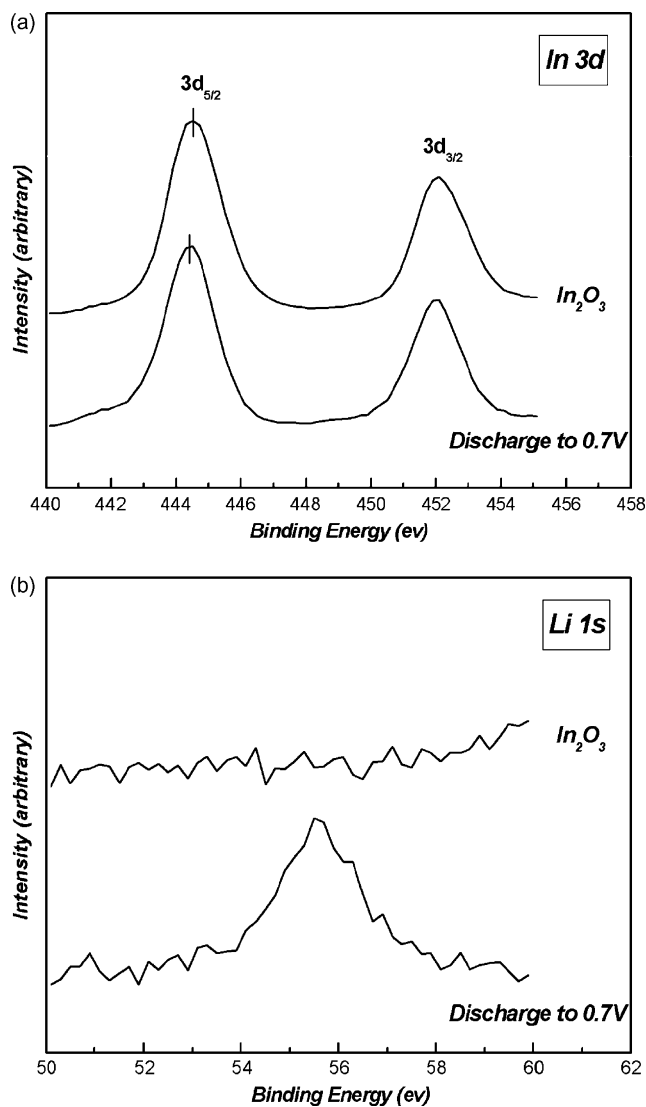 (a)
In 3d
3d5/2
3d3/2
In2O3
Discharge to 0.7V
Intensity (arbitrary)
440 442 444 446 448 450 452 454 456 458
Binding Energy (ev)
(b)
Li 1s
In2O3
Discharge to 0.7V
Intensity (arbitrary)
50 52 54 56 58 60 62
Binding Energy (ev)